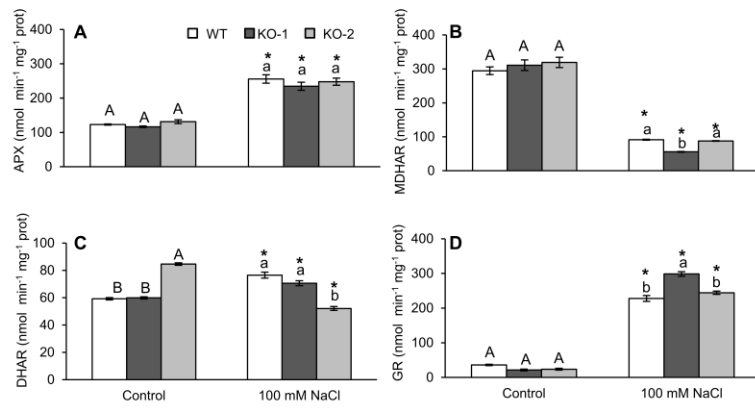 A
WT KO-1 KO-2
APX (nmol min⁻¹ mg⁻¹ prot)
400
300
200
100
0
A A A
* * *
a a a
B
MDHAR (nmol min⁻¹ mg⁻¹ prot)
400
300
200
100
0
A A A
* * *
a b a
C
DHAR (nmol min⁻¹ mg⁻¹ prot)
100
80
60
40
20
0
B B A
* * *
a a b
Control 100 mM NaCl
D
GR (nmol min⁻¹ mg⁻¹ prot)
400
300
200
100
0
A A A
* * *
b a b
Control 100 mM NaCl